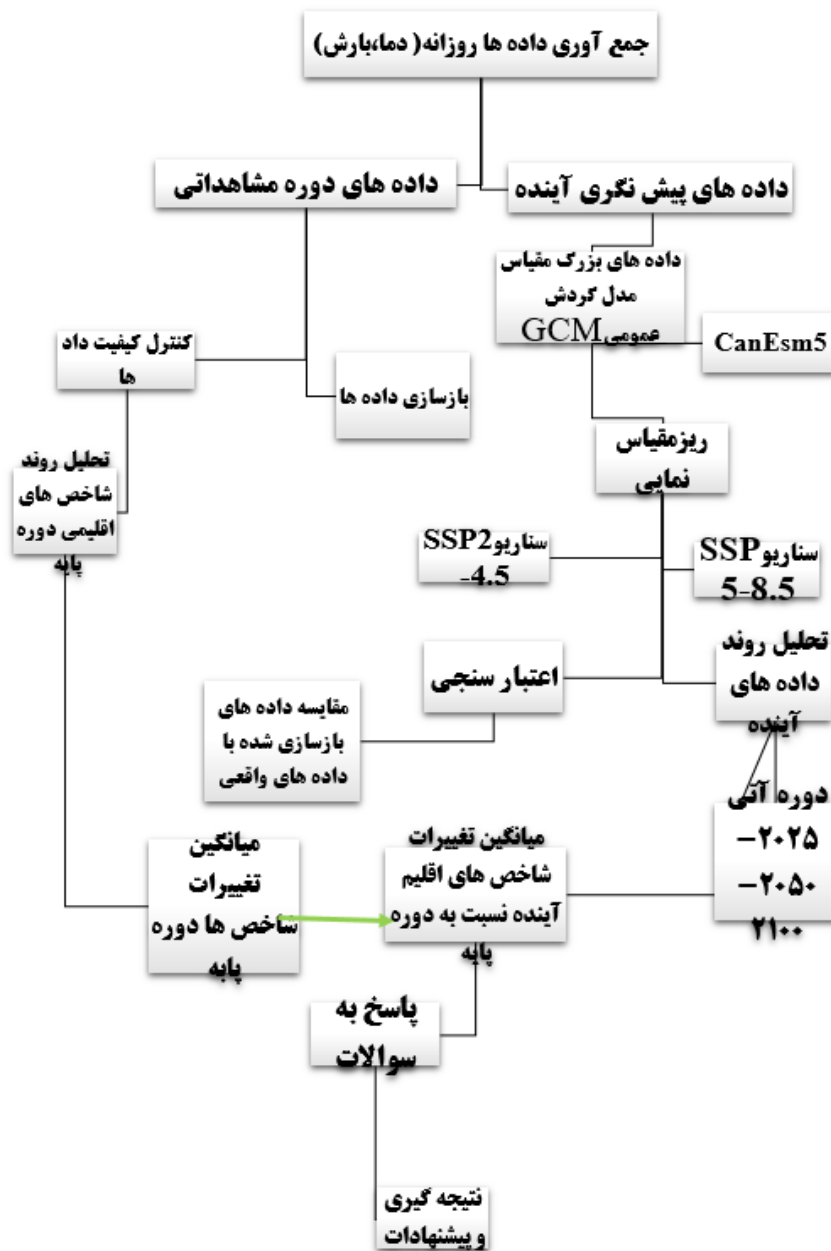 جمع آوری داده ها روزانه( دما،بارش)
داده های دوره مشاهداتی
داده های پیش نگری آینده
داده های بزرگ مقیاس
مدل گردش
عمومیGCM
CanEsm5
کنترل کیفیت داد
ها
بازسازی داده ها
ریزمقیاس
نمایی
تحلیل روند
شاخص های
اقلیمی دوره
پایه
سناریوSSP2
-4.5
سناریوSSP
5-8.5
تحلیل روند
داده های
آینده
اعتبار سنجی
مقایسه داده های
بازسازی شده با
داده های واقعی
دوره آتی
۲۰۲۵-
۲۰۵۰-
۲۱۰۰
میانگین
تغییرات
شاخص ها دوره
پایه
میانگین تغییرات
شاخص های اقلیم
آینده نسبت به دوره
پایه
پاسخ به
سوالات
نتیجه گیری
و پیشنهادات